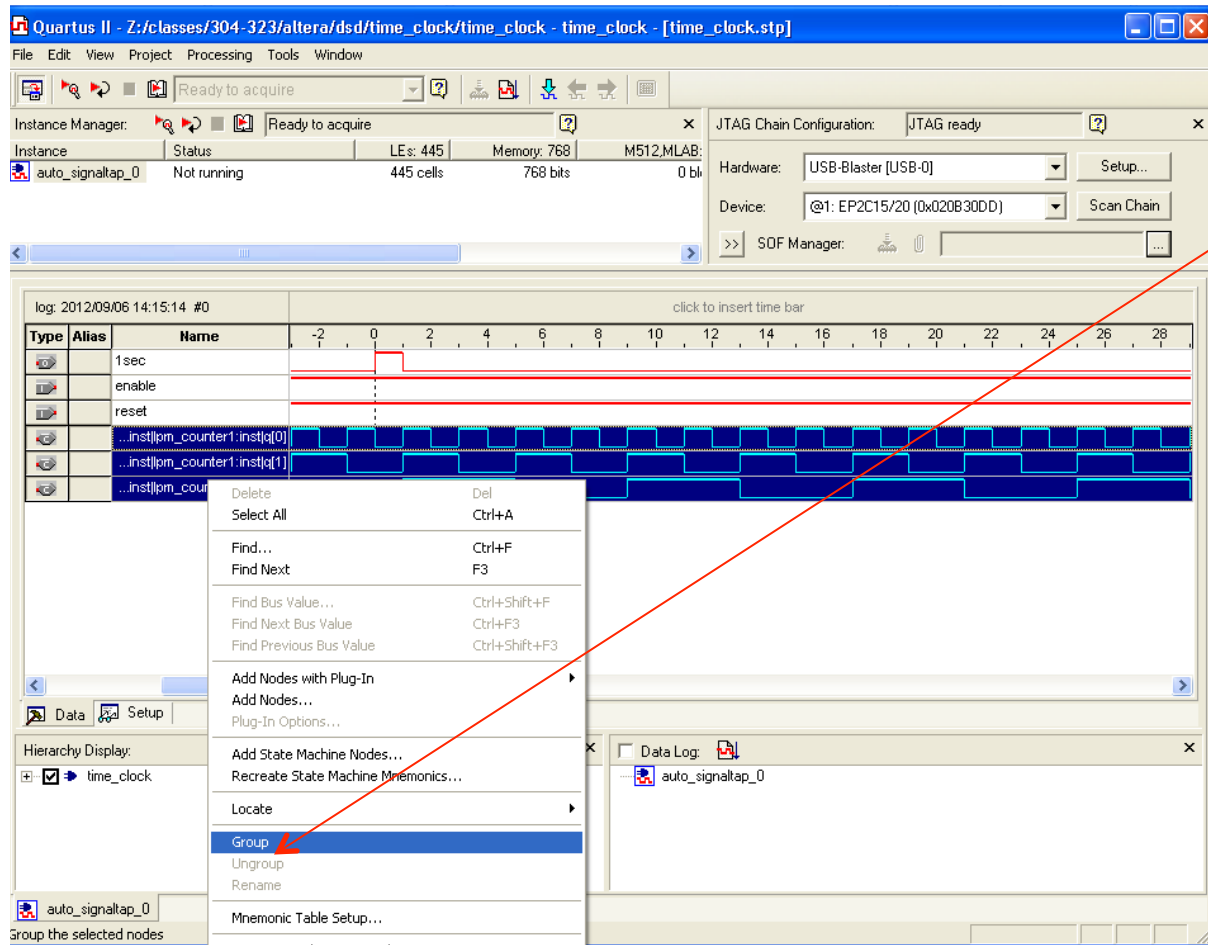 Quartus II - Z:/classes/304-323/altera/dsd/time_clock/time_clock - time_clock - [time_clock.stp]
File Edit View Project Processing Tools Window
Ready to acquire
Instance Manager: Ready to acquire
Instance Status LEs: 445 Memory: 768 M512,MLAB:
auto_signaltap_0 Not running 445 cells 768 bits 0 bl
JTAG Chain Configuration: JTAG ready
Hardware: USB-Blaster [USB-0] Setup...
Device: @1: EP2C15/20 (0x020B30DD) Scan Chain
>> SOF Manager: ...
log: 2012/09/06 14:15:14 #0 click to insert time bar
Type Alias Name -2 0 2 4 6 8 10 12 14 16 18 20 22 24 26 28
1sec
enable
reset
...inst|lpm_counter1:inst|q[0]
...inst|lpm_counter1:inst|q[1]
...inst|lpm_cour
Delete Del
Select All Ctrl+A
Find... Ctrl+F
Find Next F3
Find Bus Value... Ctrl+Shift+F
Find Next Bus Value Ctrl+F3
Find Previous Bus Value Ctrl+Shift+F3
Add Nodes with Plug-In
Add Nodes...
Plug-In Options...
Add State Machine Nodes...
Recreate State Machine Mnemonics...
Locate
Group
Ungroup
Rename
Mnemonic Table Setup...
Data Setup
Hierarchy Display:
time_clock
Data Log:
auto_signaltap_0
auto_signaltap_0
Group the selected nodes